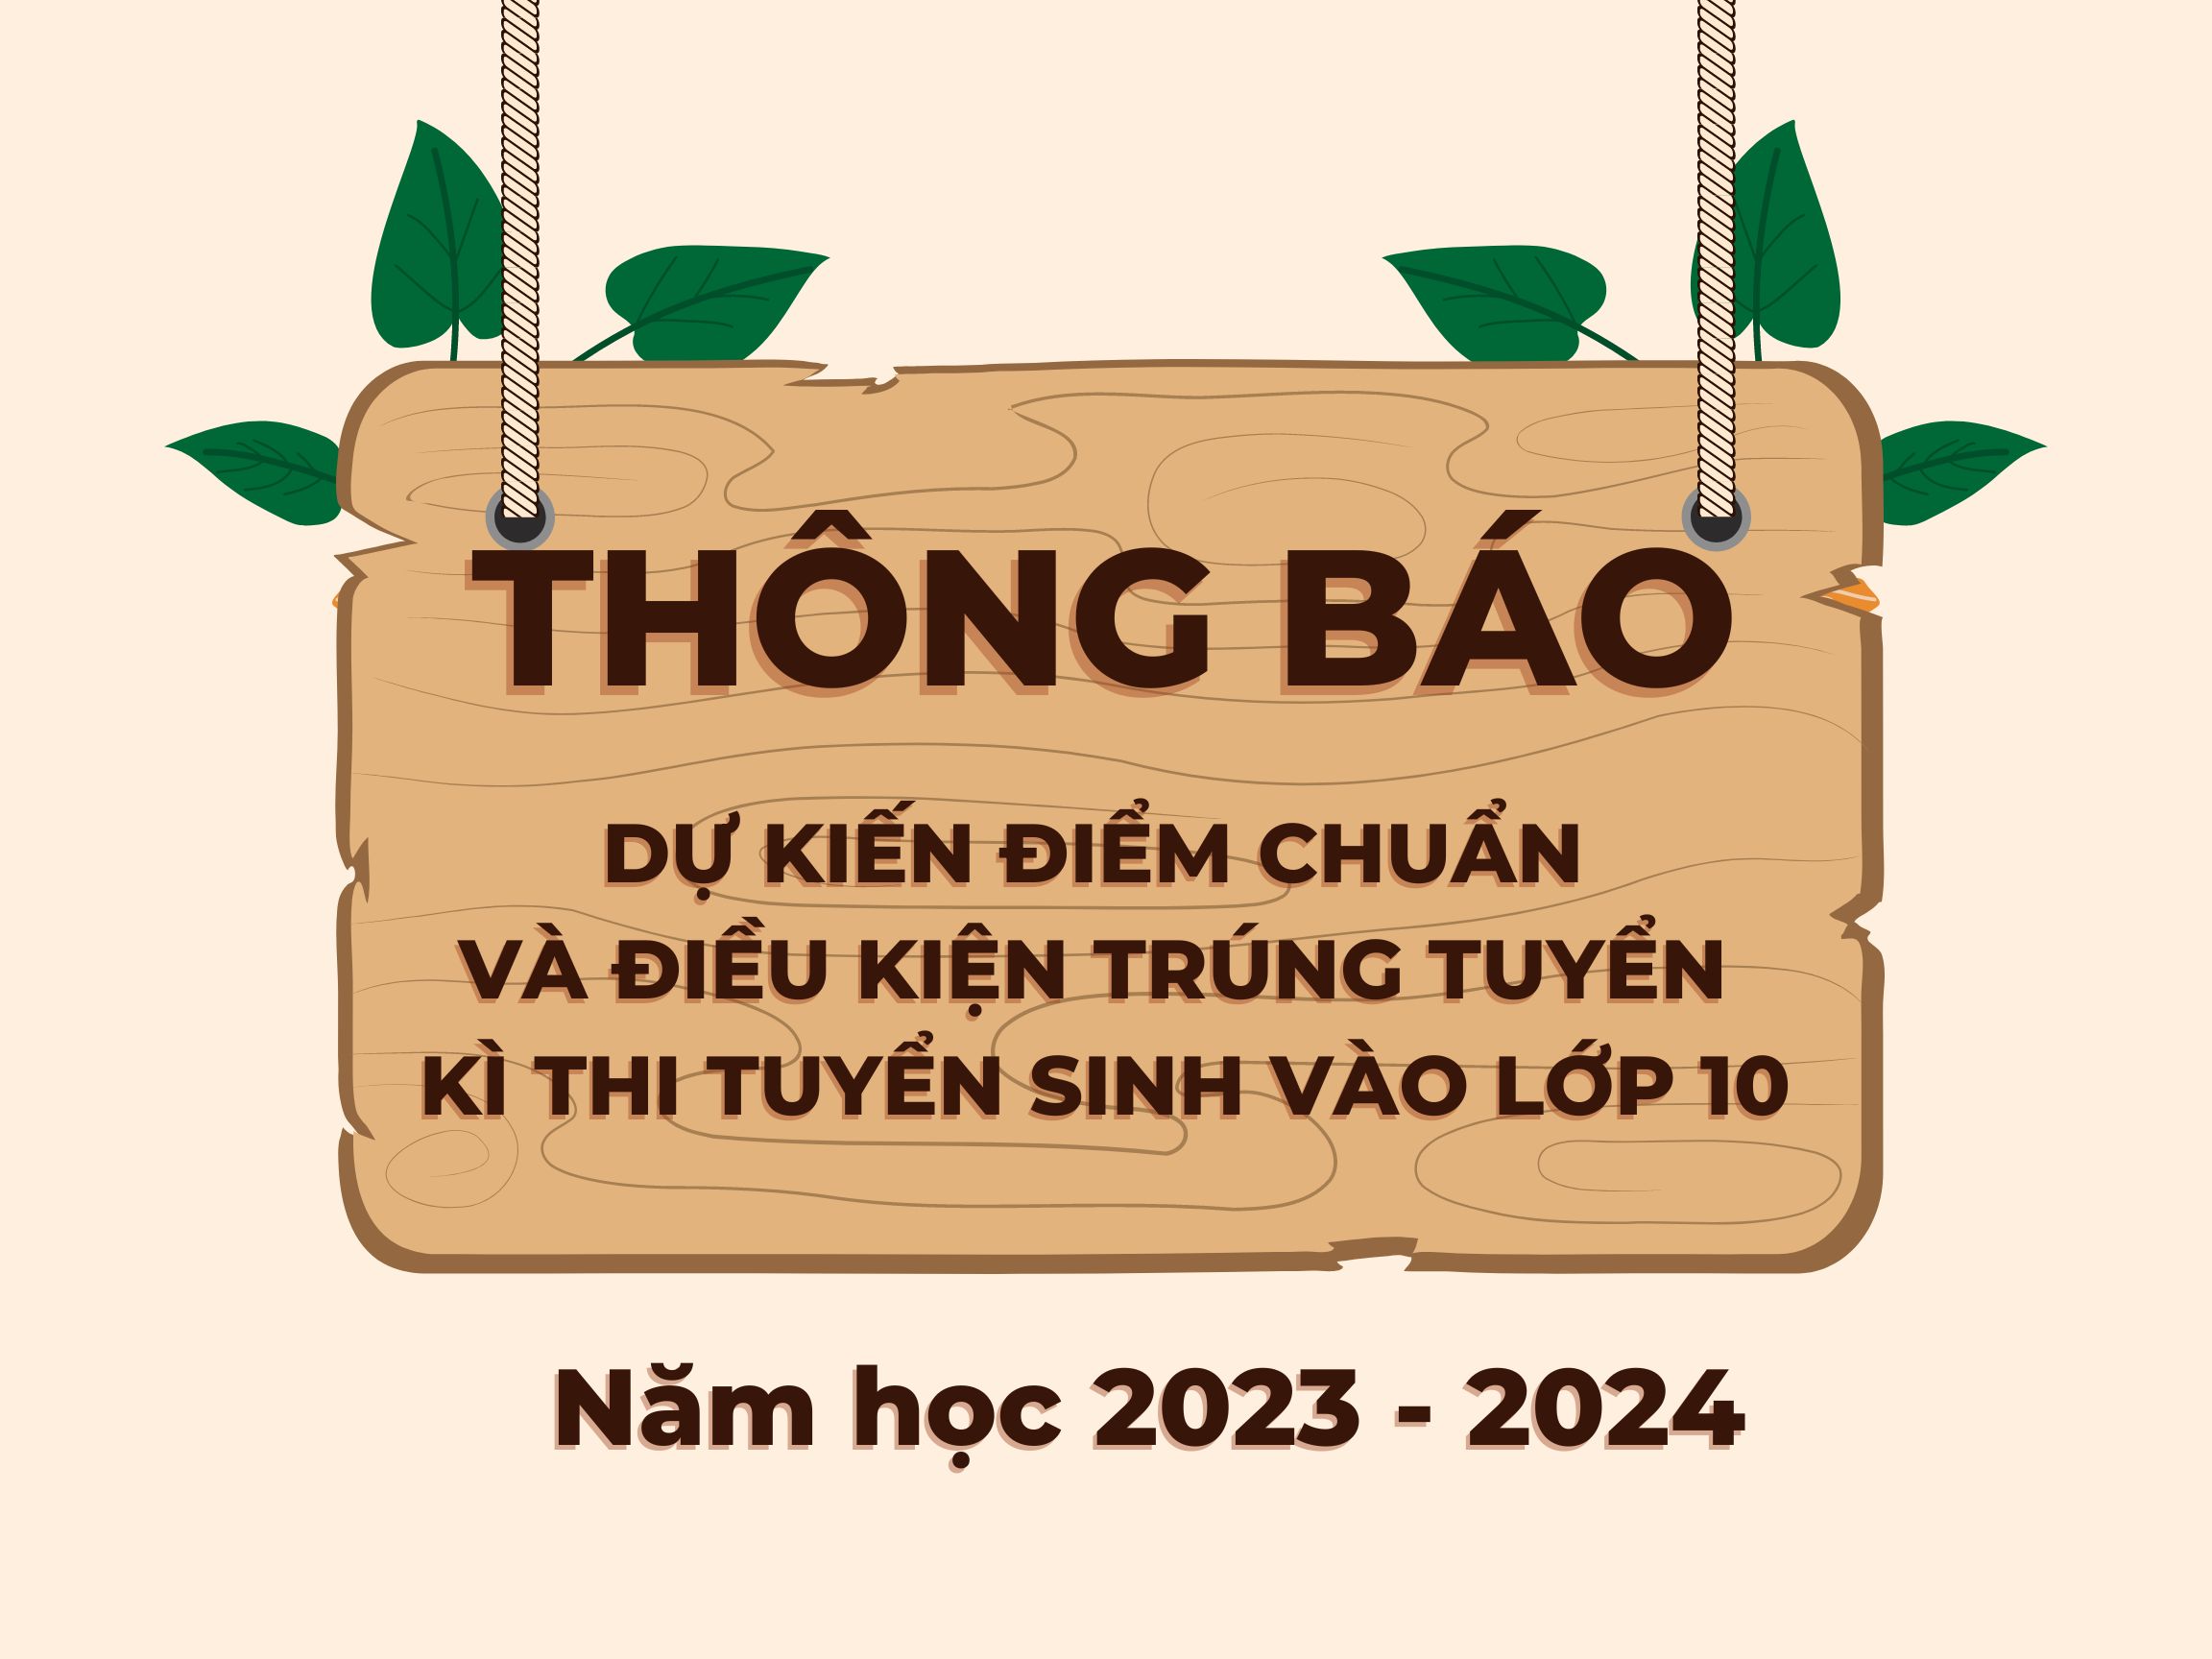 THÔNG BÁO
DỰ KIẾN ĐIỂM CHUẨN
VÀ ĐIỀU KIỆN TRÚNG TUYỂN
KÌ THI TUYỂN SINH VÀO LỚP 10
Năm học 2023 - 2024